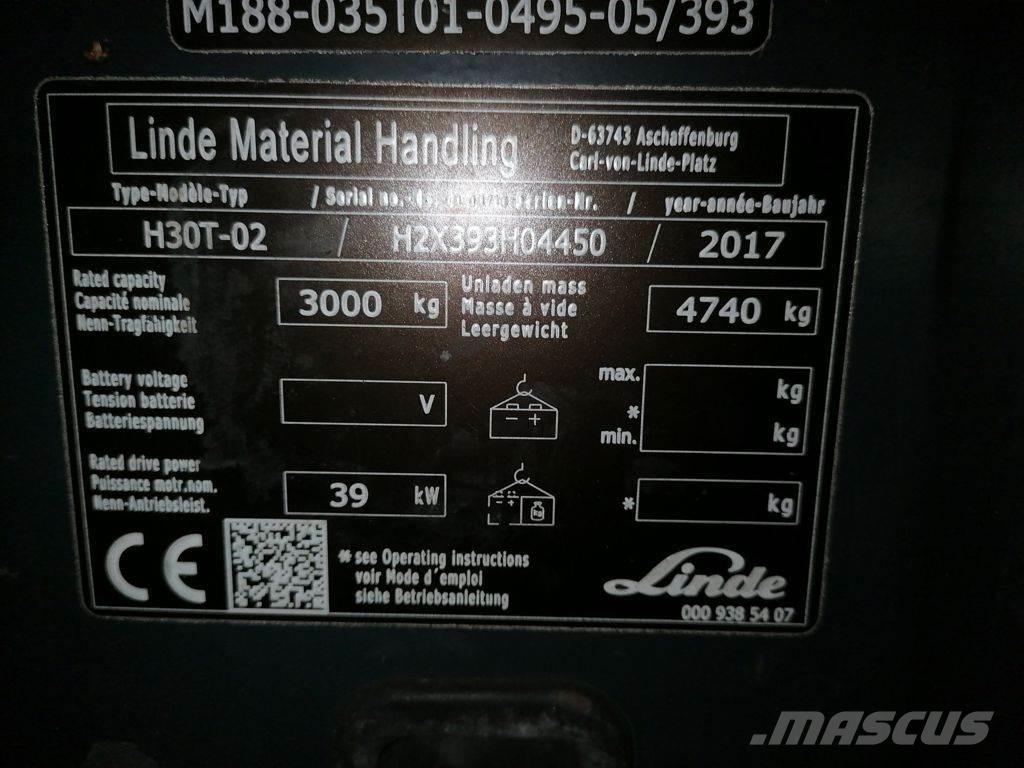 M188-035T01-0495-05/393
Linde Material Handling
D-63743 Aschaffenburg
Carl-von-Linde-Platz
Type-Modèle-Typ / Serial no. / year-année-Baujahr
H30T-02 / H2X393H04450 / 2017
Rated capacity
Capacité nominale
Nenn-Tragfähigkeit
3000 kg
Unladen mass
Masse à vide
Leergewicht
4740 kg
Battery voltage
Tension batterie
Batteriespannung
V
- +
max. kg
*
min. kg
Rated drive power
Puissance motr.nom.
Nenn-Antriebsleist.
39 kW
- +
kg
* kg
CE
* see Operating instructions
voir Mode d'emploi
siehe Betriebsanleitung
Linde
000 938 54 07
.MASCUS